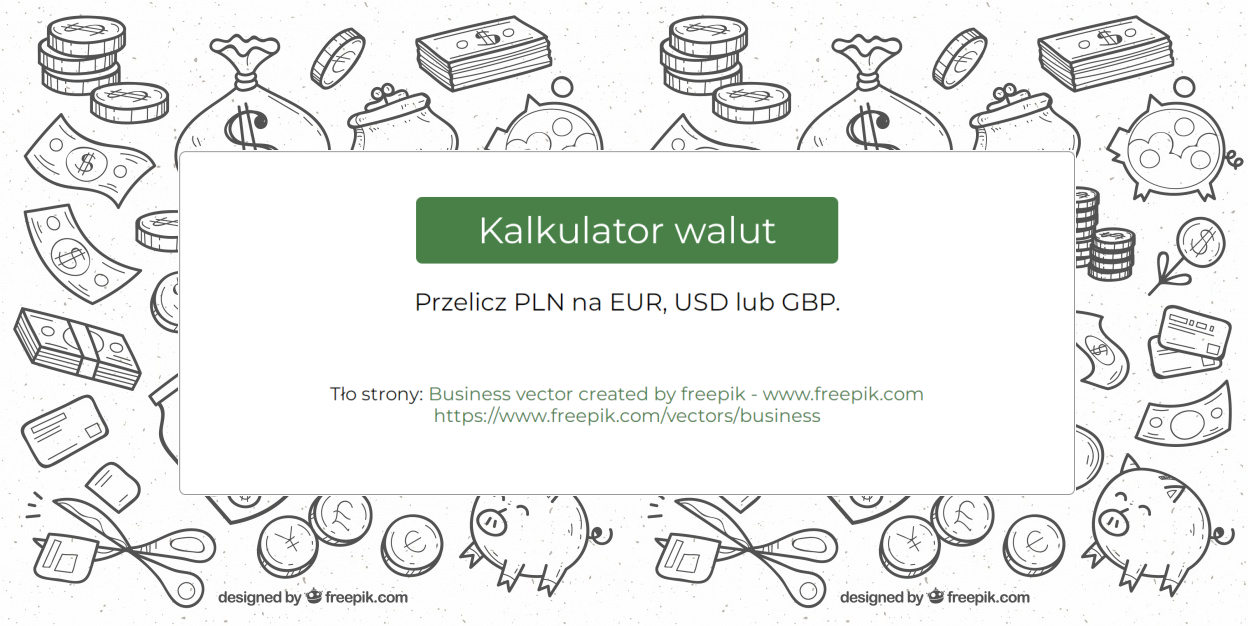 Kalkulator walut
Przelicz PLN na EUR, USD lub GBP.
Tło strony: Business vector created by freepik - www.freepik.com
https://www.freepik.com/vectors/business
designed by freepik.com
designed by freepik.com